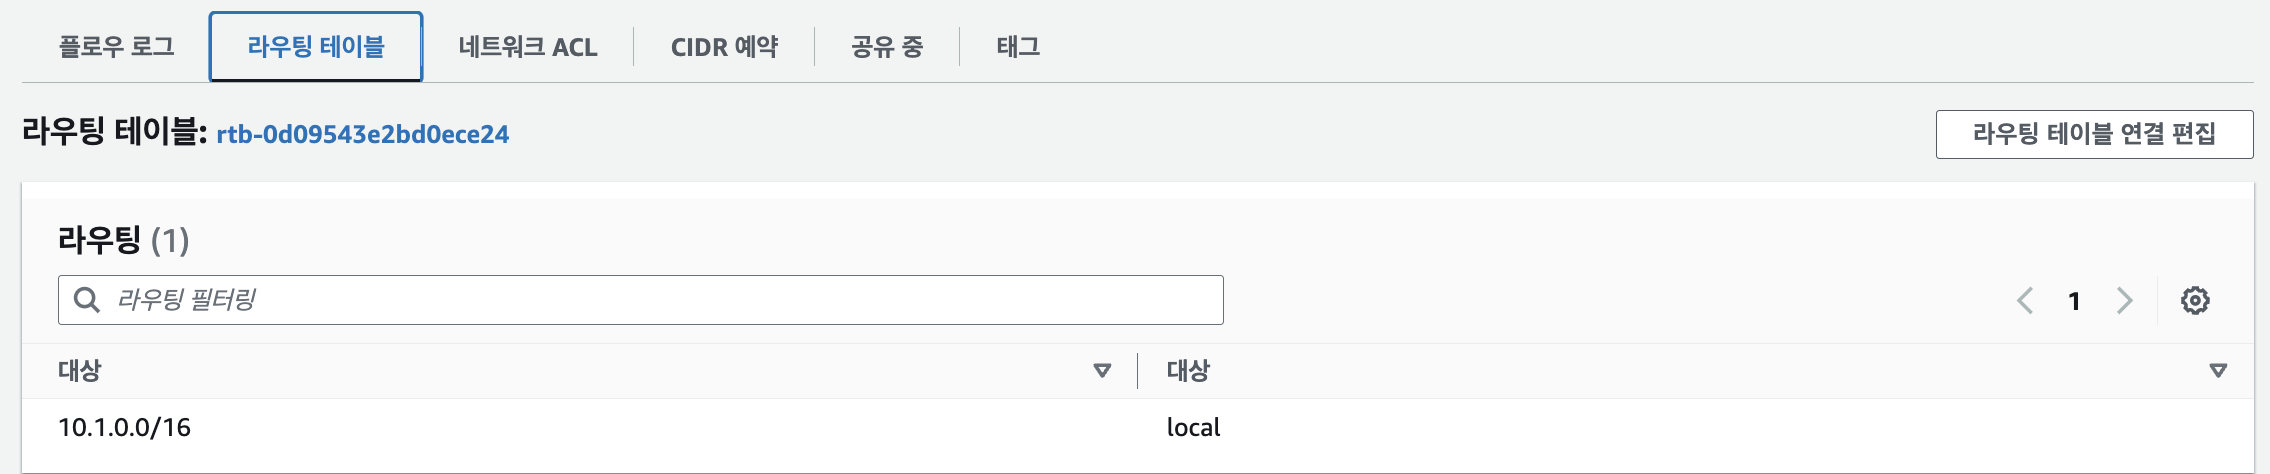 플로우 로그 라우팅 테이블 네트워크 ACL CIDR 예약 공유 중 태그
라우팅 테이블: rtb-0d09543e2bd0ece24 라우팅 테이블 연결 편집
라우팅 (1)
라우팅 필터링 1
대상 대상
10.1.0.0/16 local